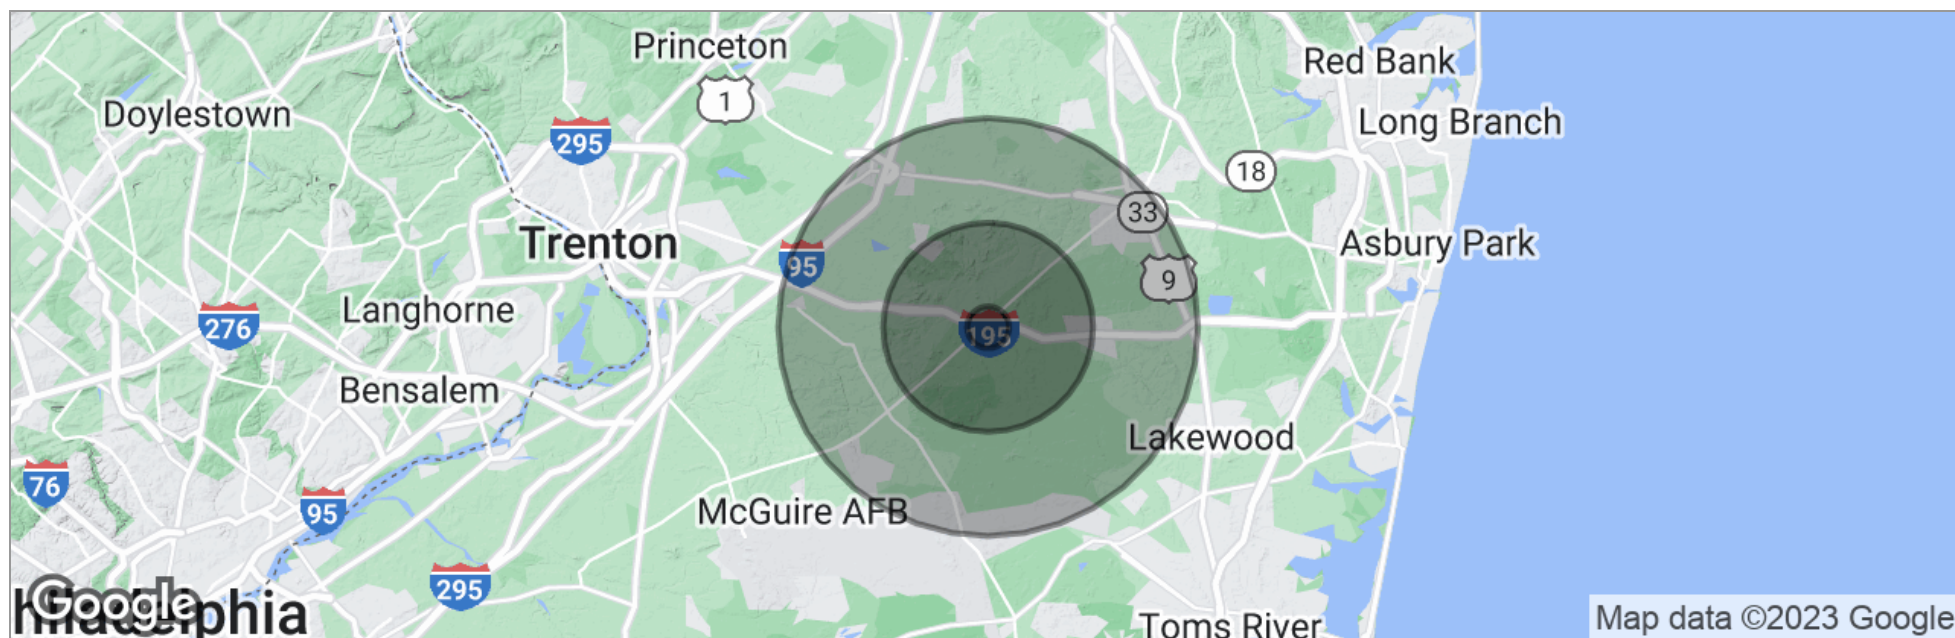 Princeton
Red Bank
1
Doylestown
Long Branch
295
18
33
Trenton
Asbury Park
95
9
Langhorne
276
195
Bensalem
Lakewood
76
95
McGuire AFB
295
Google
hiladelphia
Map data ©2023 Google
Toms River